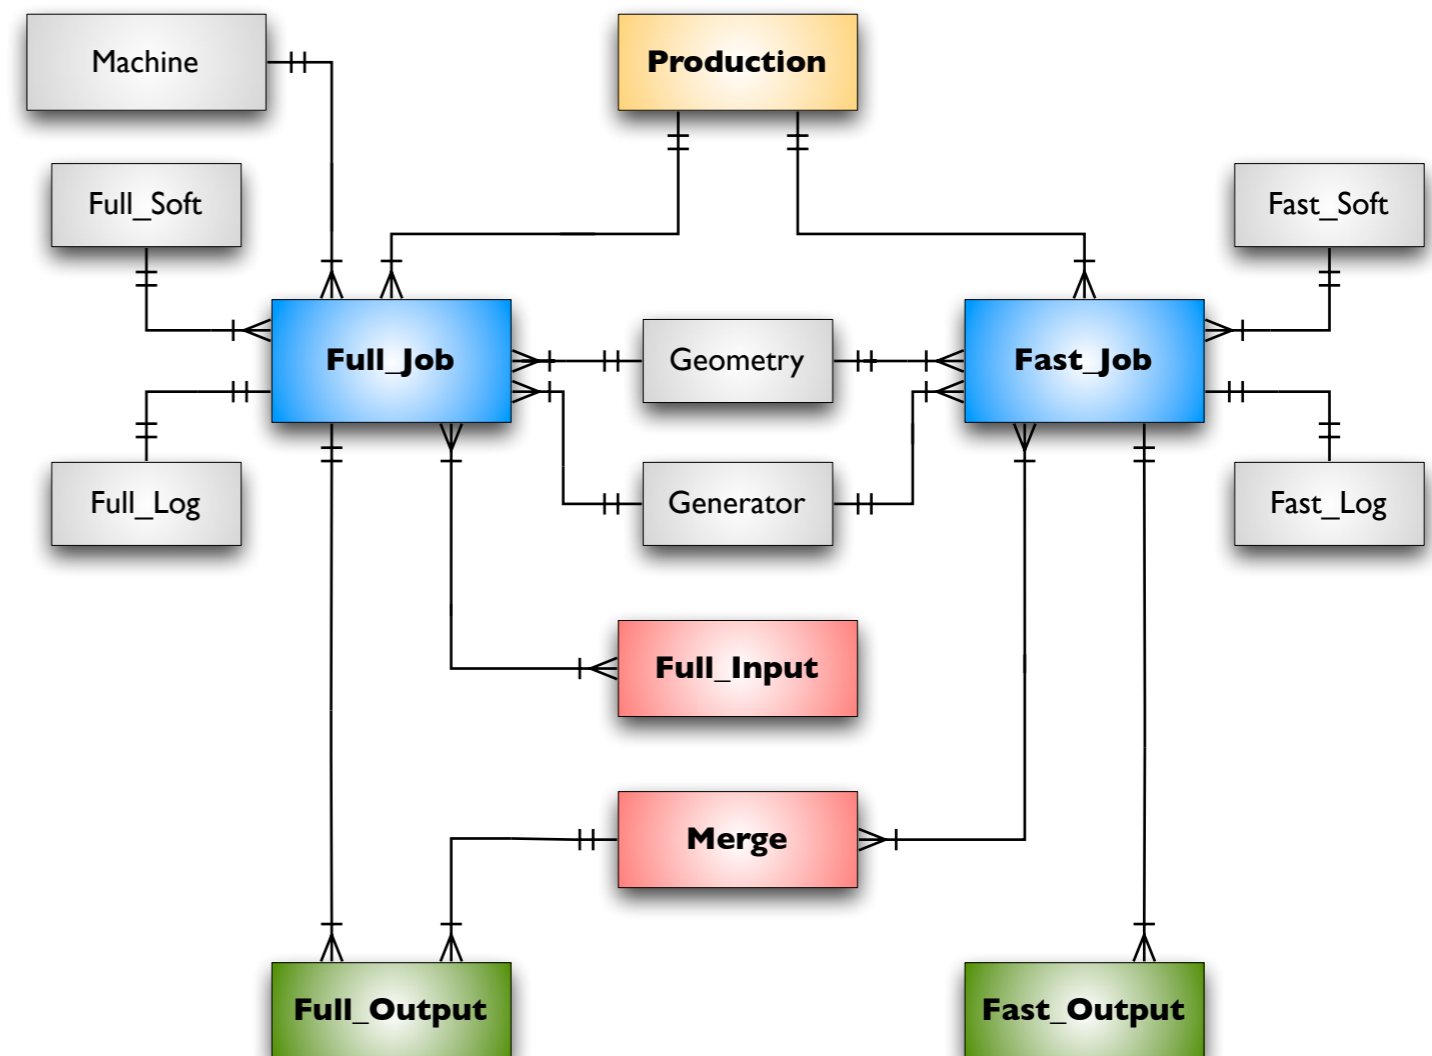 Machine
Production
Full_Soft
Fast_Soft
Full_Job
Geometry
Fast_Job
Full_Log
Generator
Fast_Log
Full_Input
Merge
Full_Output
Fast_Output